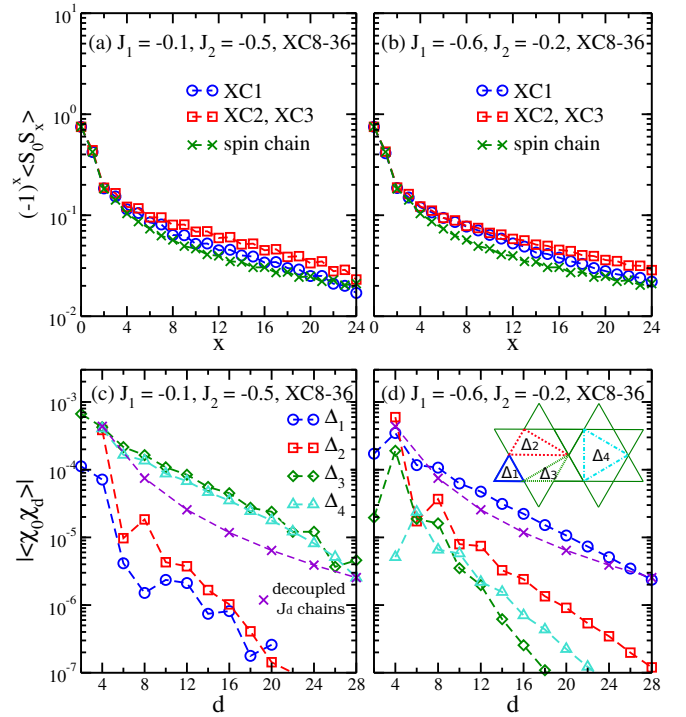 (a) J1 = -0.1, J2 = -0.5, XC8-36
(b) J1 = -0.6, J2 = -0.2, XC8-36
XC1
XC2, XC3
spin chain
XC1
XC2, XC3
spin chain
(-1)^x <S0Sx>
10^1
10^0
10^-1
10^-2
0 4 8 12 16 20 24
0 4 8 12 16 20 24
x
x
(c) J1 = -0.1, J2 = -0.5, XC8-36
(d) J1 = -0.6, J2 = -0.2, XC8-36
Δ1
Δ2
Δ3
Δ4
decoupled
Jd chains
Δ1
Δ2
Δ3
Δ4
|<χ0χd>|
10^-3
10^-4
10^-5
10^-6
10^-7
0 4 8 12 16 20 24 28
4 8 12 16 20 24 28
d
d